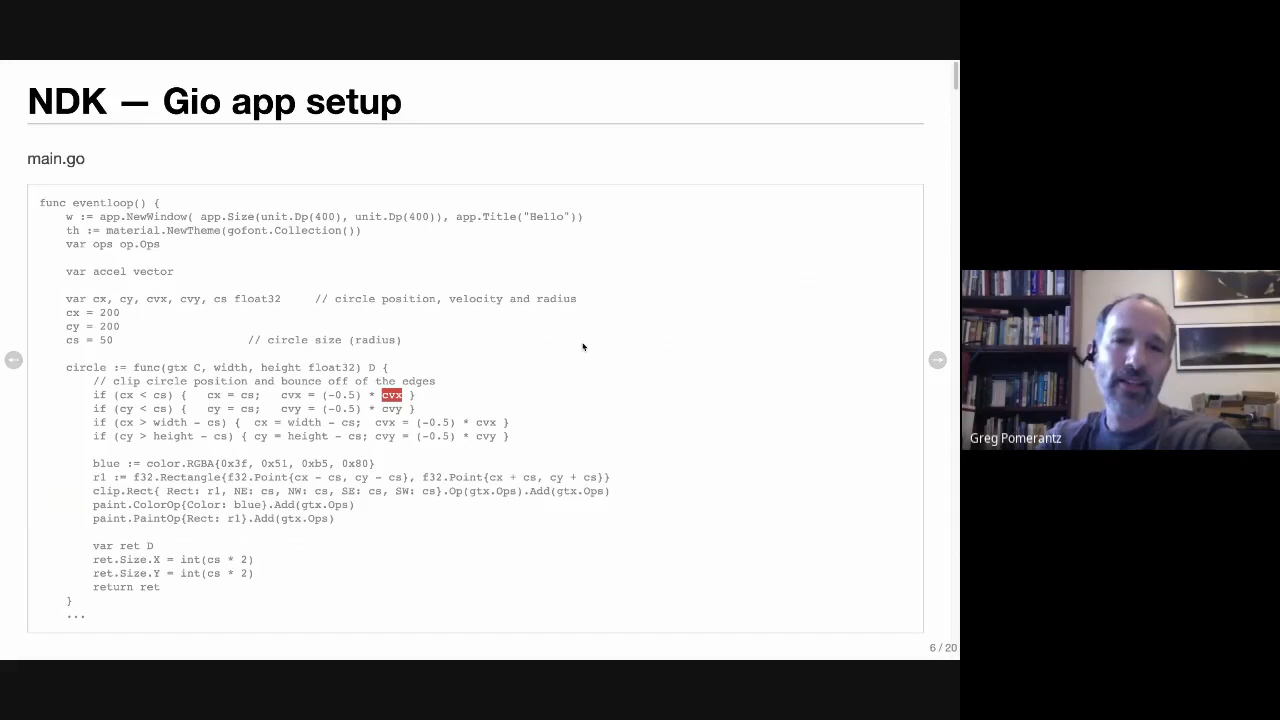 NDK — Gio app setup
main.go
func eventloop() {
    w := app.NewWindow( app.Size(unit.Dp(400), unit.Dp(400)), app.Title("Hello"))
    th := material.NewTheme(gofont.Collection())
    var ops op.Ops
    var accel vector
    var cx, cy, cvx, cvy, cs float32     // circle position, velocity and radius
    cx = 200
    cy = 200
    cs = 50                    // circle size (radius)
    circle := func(gtx C, width, height float32) D {
        // clip circle position and bounce off of the edges
        if (cx < cs) {   cx = cs;   cvx = (-0.5) * cvx }
        if (cy < cs) {   cy = cs;   cvy = (-0.5) * cvy }
        if (cx > width - cs) {  cx = width - cs;  cvx = (-0.5) * cvx }
        if (cy > height - cs) { cy = height - cs; cvy = (-0.5) * cvy }
        blue := color.RGBA{0x3f, 0x51, 0xb5, 0x80}
        r1 := f32.Rectangle{f32.Point{cx - cs, cy - cs}, f32.Point{cx + cs, cy + cs}}
        clip.Rect{ Rect: r1, NE: cs, NW: cs, SE: cs, SW: cs}.Op(gtx.Ops).Add(gtx.Ops)
        paint.ColorOp{Color: blue}.Add(gtx.Ops)
        paint.PaintOp{Rect: r1}.Add(gtx.Ops)
        var ret D
        ret.Size.X = int(cs * 2)
        ret.Size.Y = int(cs * 2)
        return ret
    }
    ...
6 / 20
Greg Pomerantz